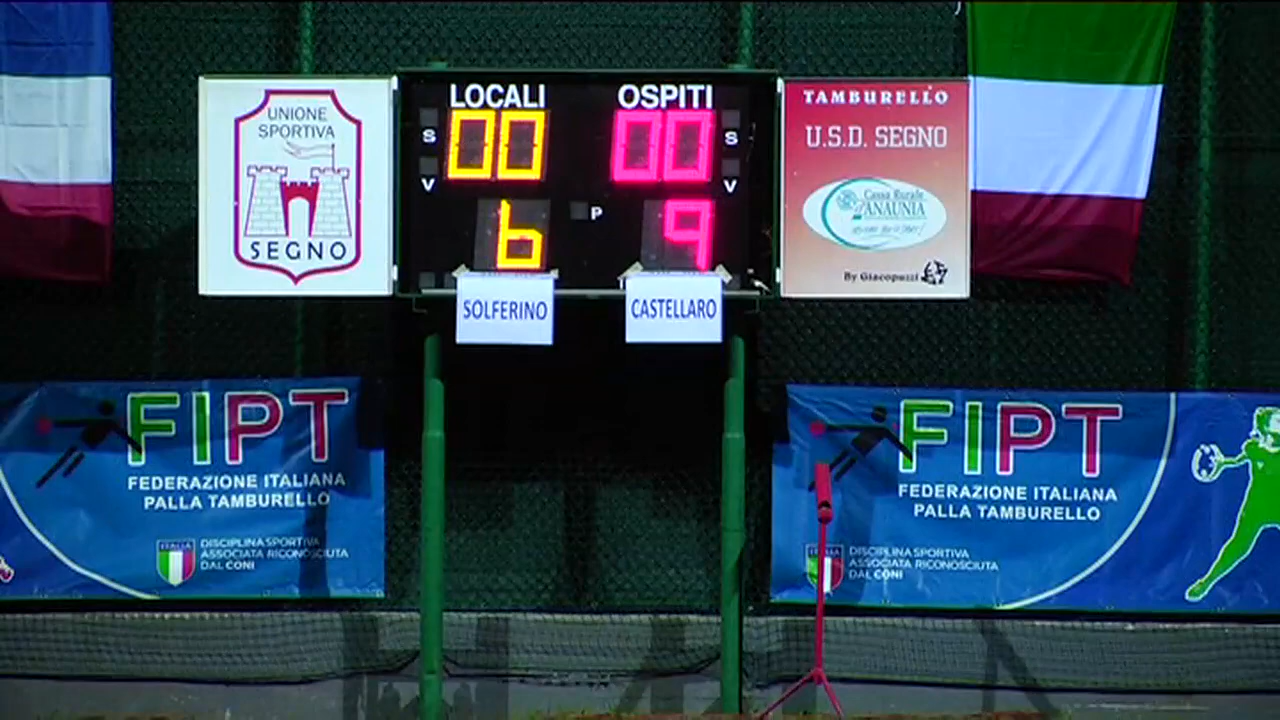 UNIONE
SPORTIVA
SEGNO
LOCALI
OSPITI
00
00
S
S
V
V
6
P
9
SOLFERINO
CASTELLARO
TAMBURELLO
U.S.D. SEGNO
Cassa Rurale
d'ANAUNIA
By Giacopuzzi
FIPT
FEDERAZIONE ITALIANA
PALLA TAMBURELLO
ITALIA
DISCIPLINA SPORTIVA
ASSOCIATA RICONOSCIUTA
DAL CONI
FIPT
FEDERAZIONE ITALIANA
PALLA TAMBURELLO
DISCIPLINA SPORTIVA
ASSOCIATA RICONOSCIUTA
DAL CONI